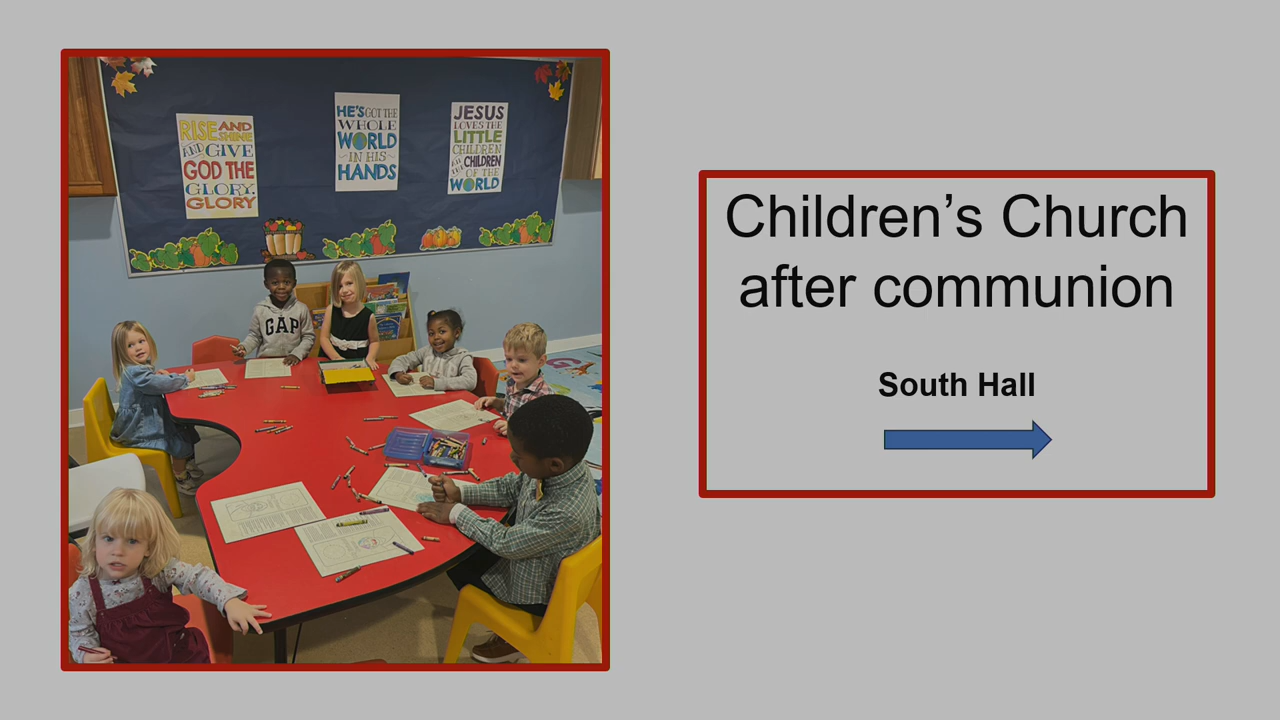 RISE AND
SHINE
AND GIVE
GOD THE
GLORY,
GLORY
HE'S GOT THE
WHOLE
WORLD
IN HIS
HANDS
JESUS
LOVES THE
LITTLE
CHILDREN
ALL THE CHILDREN
OF THE
WORLD
GAP
Children’s Church
after communion
South Hall